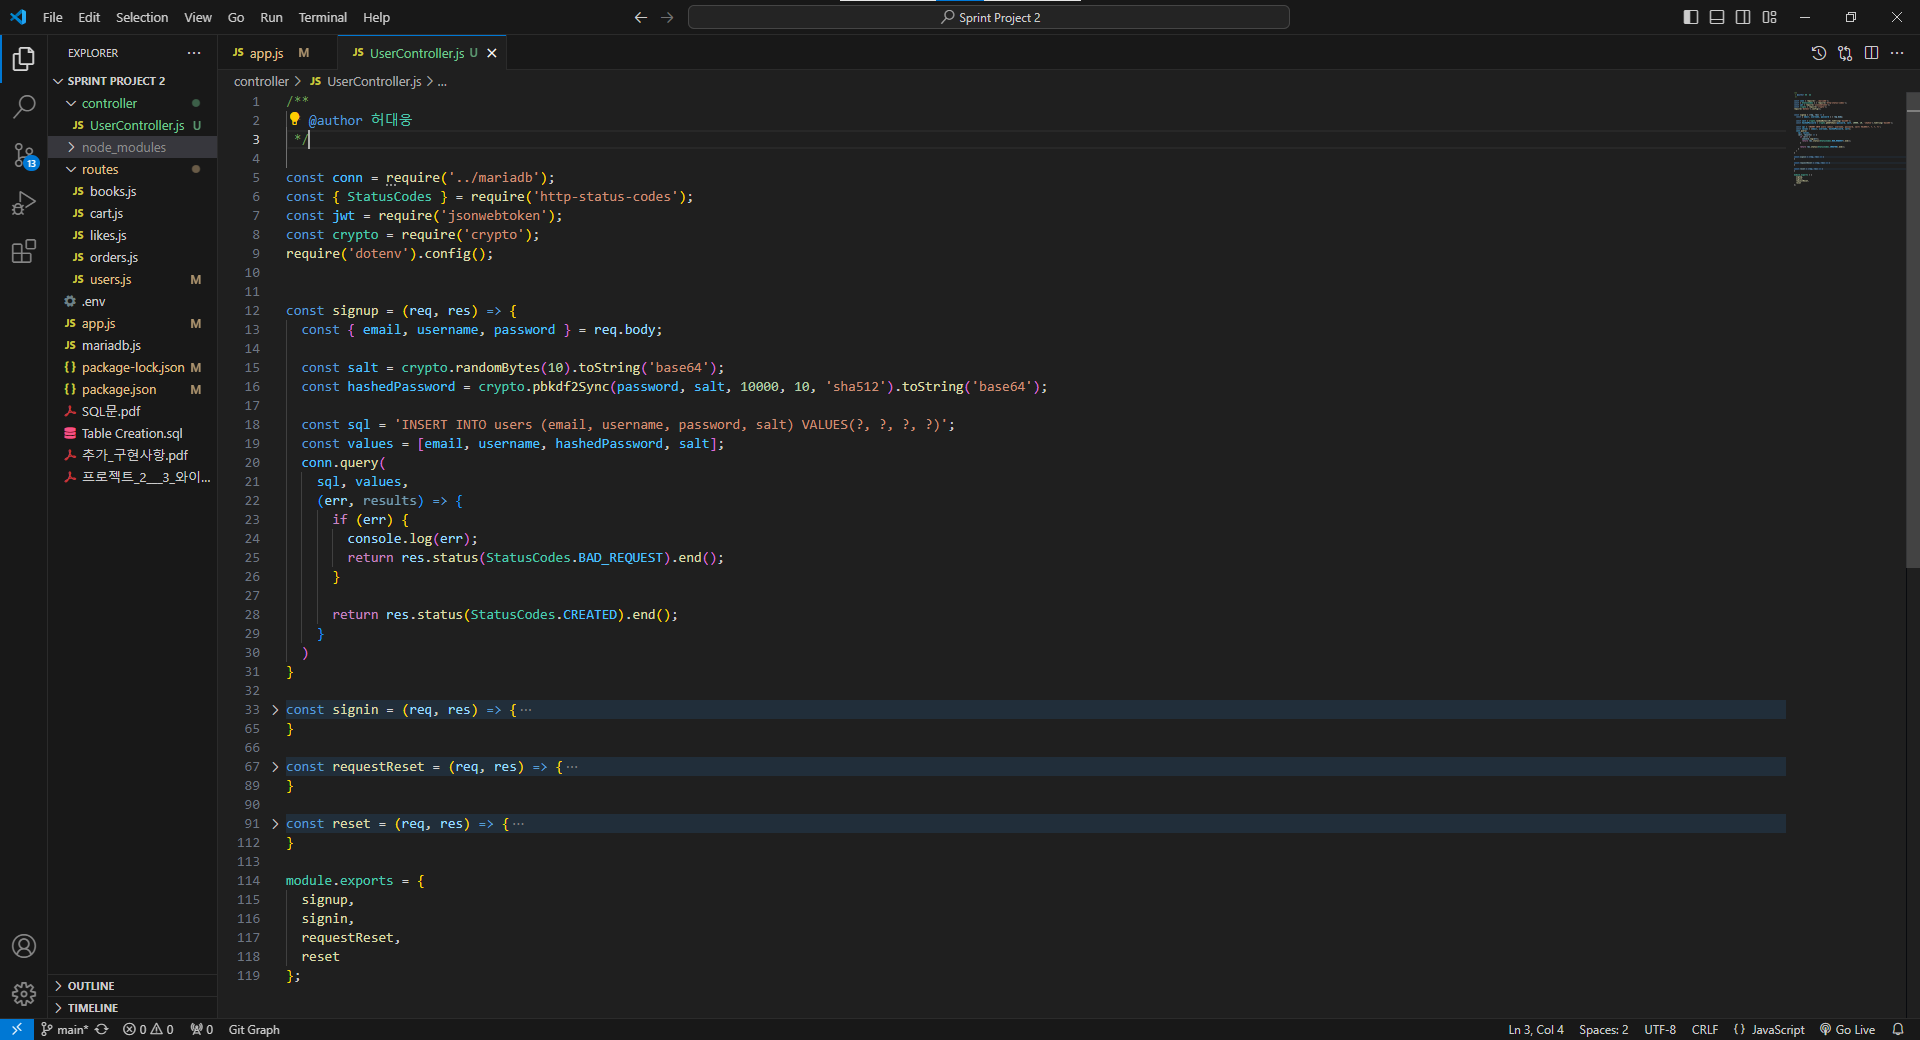 File Edit Selection View Go Run Terminal Help
Sprint Project 2
EXPLORER
SPRINT PROJECT 2
controller
JS UserController.js U
node_modules
routes
JS books.js
JS cart.js
JS likes.js
JS orders.js
JS users.js M
.env
JS app.js M
JS mariadb.js
{} package-lock.json M
{} package.json M
SQL문.pdf
Table Creation.sql
추가_구현사항.pdf
프로젝트_2__3_와이...
OUTLINE
TIMELINE
13
JS app.js M
JS UserController.js U
controller > JS UserController.js > ...
1 /**
2 @author 허대웅
3 */
4
5 const conn = require('../mariadb');
6 const { StatusCodes } = require('http-status-codes');
7 const jwt = require('jsonwebtoken');
8 const crypto = require('crypto');
9 require('dotenv').config();
10
11
12 const signup = (req, res) => {
13 const { email, username, password } = req.body;
14
15 const salt = crypto.randomBytes(10).toString('base64');
16 const hashedPassword = crypto.pbkdf2Sync(password, salt, 10000, 10, 'sha512').toString('base64');
17
18 const sql = 'INSERT INTO users (email, username, password, salt) VALUES(?, ?, ?, ?)';
19 const values = [email, username, hashedPassword, salt];
20 conn.query(
21 sql, values,
22 (err, results) => {
23 if (err) {
24 console.log(err);
25 return res.status(StatusCodes.BAD_REQUEST).end();
26 }
27
28 return res.status(StatusCodes.CREATED).end();
29 }
30 )
31 }
32
33 const signin = (req, res) => {...
65 }
66
67 const requestReset = (req, res) => {...
89 }
90
91 const reset = (req, res) => {...
112 }
113
114 module.exports = {
115 signup,
116 signin,
117 requestReset,
118 reset
119 };
main* 0 0 0 Git Graph
Ln 3, Col 4 Spaces: 2 UTF-8 CRLF {} JavaScript Go Live